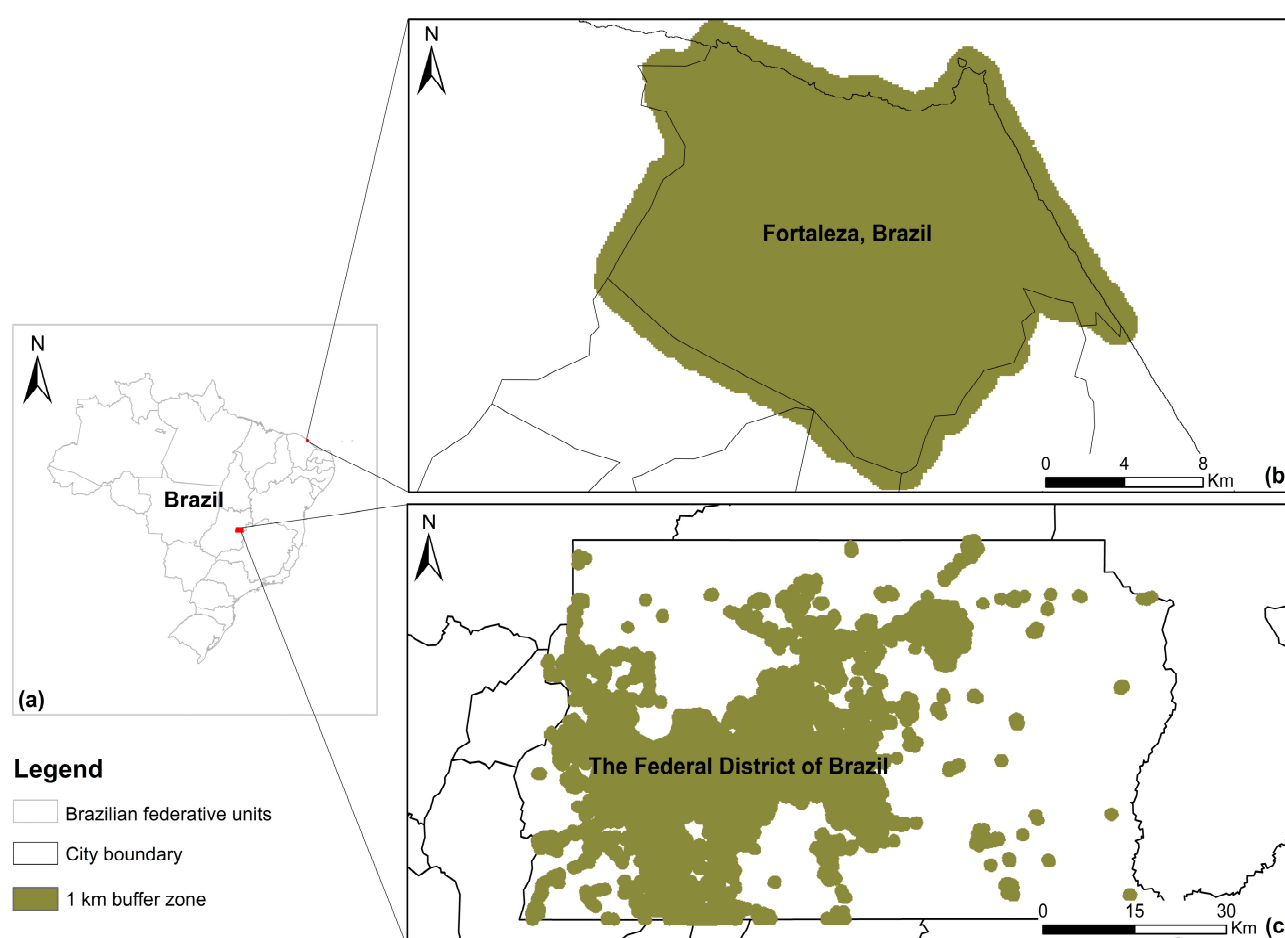 N
Fortaleza, Brazil
0 4 8
Km
(b
N
Brazil
(a)
N
The Federal District of Brazil
0 15 30
Km
(c
Legend
Brazilian federative units
City boundary
1 km buffer zone